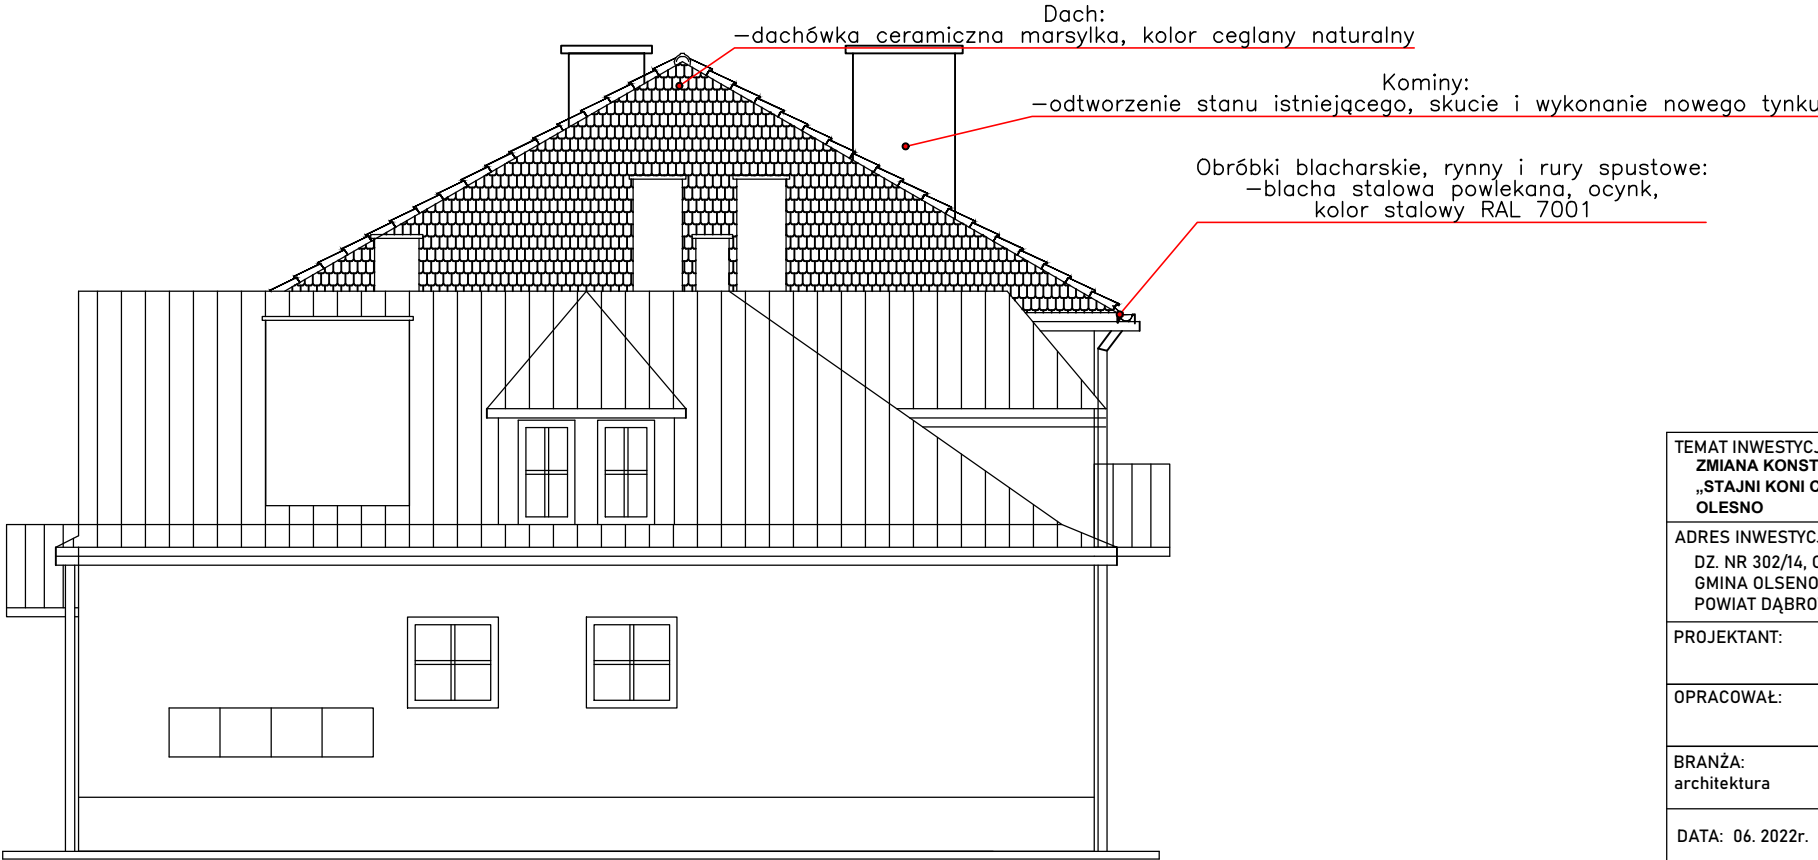 Dach:
–dachówka ceramiczna marsylka, kolor ceglany naturalny
Kominy:
–odtworzenie stanu istniejącego, skucie i wykonanie nowego tynku
Obróbki blacharskie, rynny i rury spustowe:
–blacha stalowa powlekana, ocynk,
kolor stalowy RAL 7001
TEMAT INWESTYCJ
ZMIANA KONST
„STAJNI KONI
OLESNO
ADRES INWESTYC
DZ. NR 302/14,
GMINA OLSENO
POWIAT DĄBRO
PROJEKTANT:
OPRACOWAŁ:
BRANŻA:
architektura
DATA: 06. 2022r.